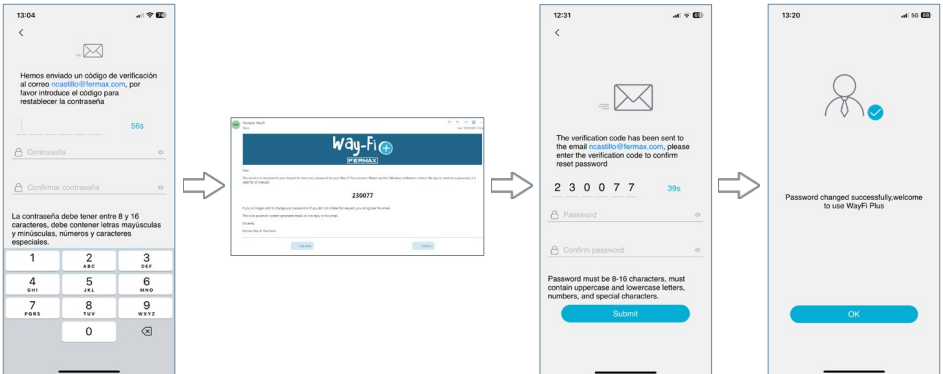 13:04
Hemos enviado un código de verificación
al correo ncastillo@fermax.com, por
favor introduce el código para
restablecer la contraseña
56s
Contraseña
Confirmar contraseña
La contraseña debe tener entre 8 y 16
caracteres, debe contener letras mayúsculas
y minúsculas, números y caracteres
especiales.
1
2
ABC
3
DEF
4
GHI
5
JKL
6
MNO
7
PQRS
8
TUV
9
WXYZ
0
Way-Fi
FERMAX
230077
12:31
The verification code has been sent to
the email ncastillo@fermax.com, please
enter the verification code to confirm
reset password
2 3 0 0 7 7
39s
Password
Confirm password
Password must be 8-16 characters, must
contain uppercase and lowercase letters,
numbers, and special characters.
Submit
13:20
5G
Password changed successfully,welcome
to use WayFi Plus
OK